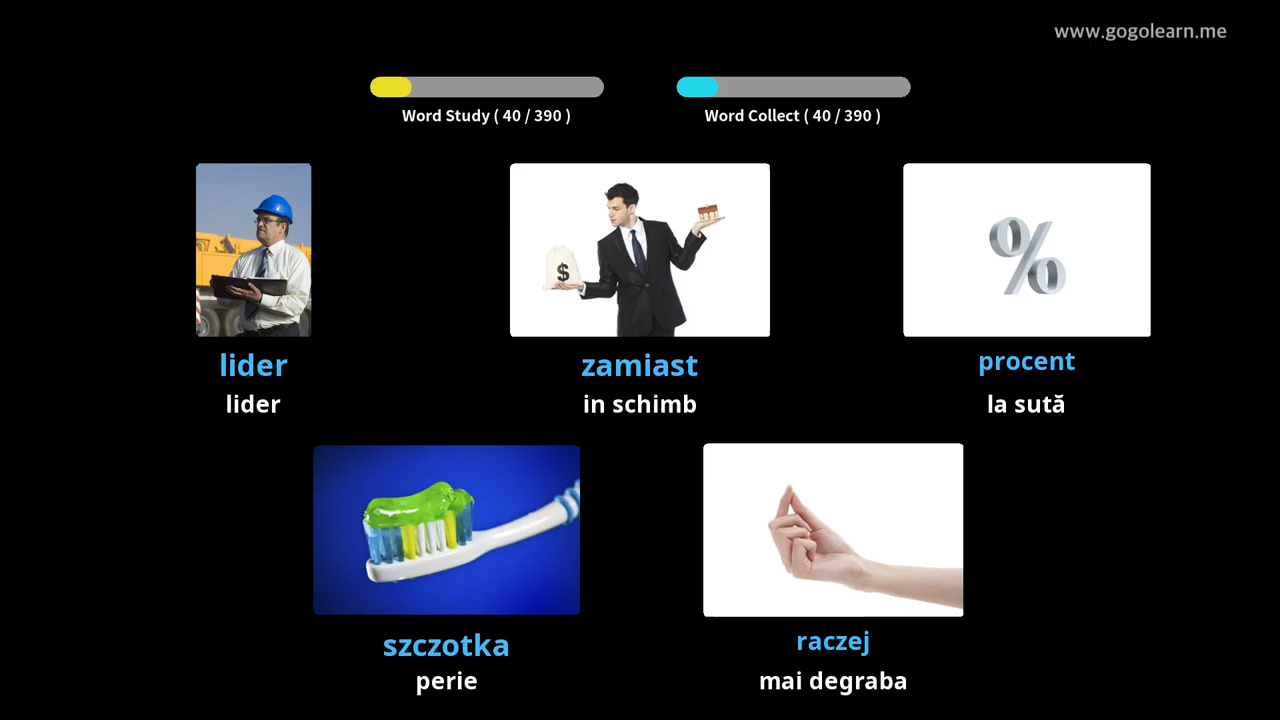 www.gogolearn.me
Word Study ( 40 / 390 )
Word Collect ( 40 / 390 )
lider
lider
zamiast
in schimb
procent
la sută
szczotka
perie
raczej
mai degraba